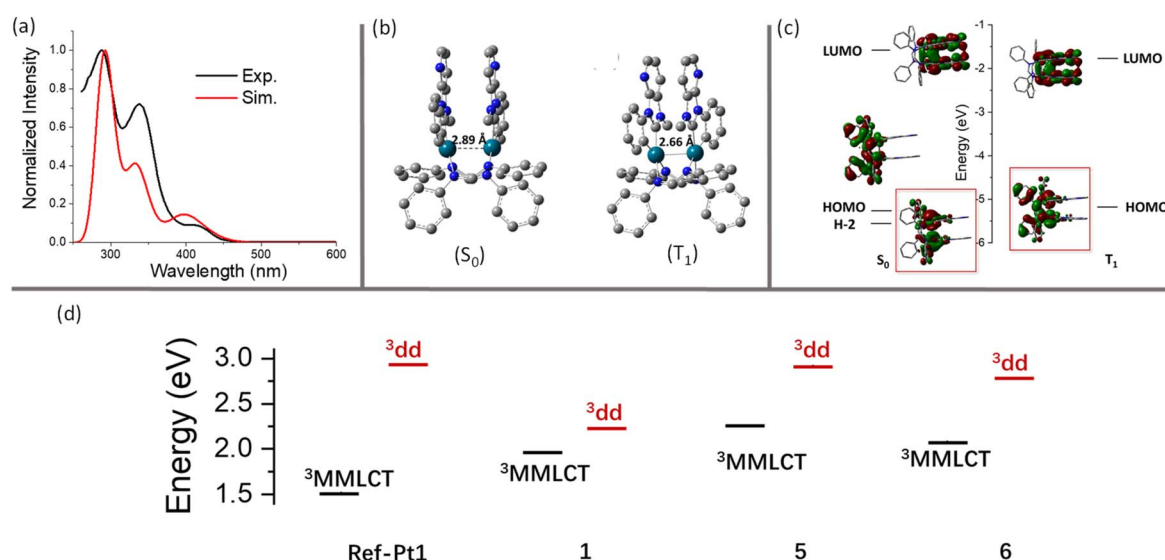 (a)
1.0
0.8
0.6
0.4
0.2
0.0
Normalized Intensity
Exp.
Sim.
300 400 500 600
Wavelength (nm)
(b)
2.89 Å
2.66 Å
(S₀)
(T₁)
(c)
LUMO
HOMO
H-2
S₀
-1
-2
-3
-4
-5
-6
Energy (eV)
LUMO
HOMO
T₁
(d)
Energy (eV)
3.0
2.5
2.0
1.5
³dd
³MMLCT
³dd
³MMLCT
³dd
³MMLCT
³dd
³MMLCT
Ref-Pt1 1 5 6